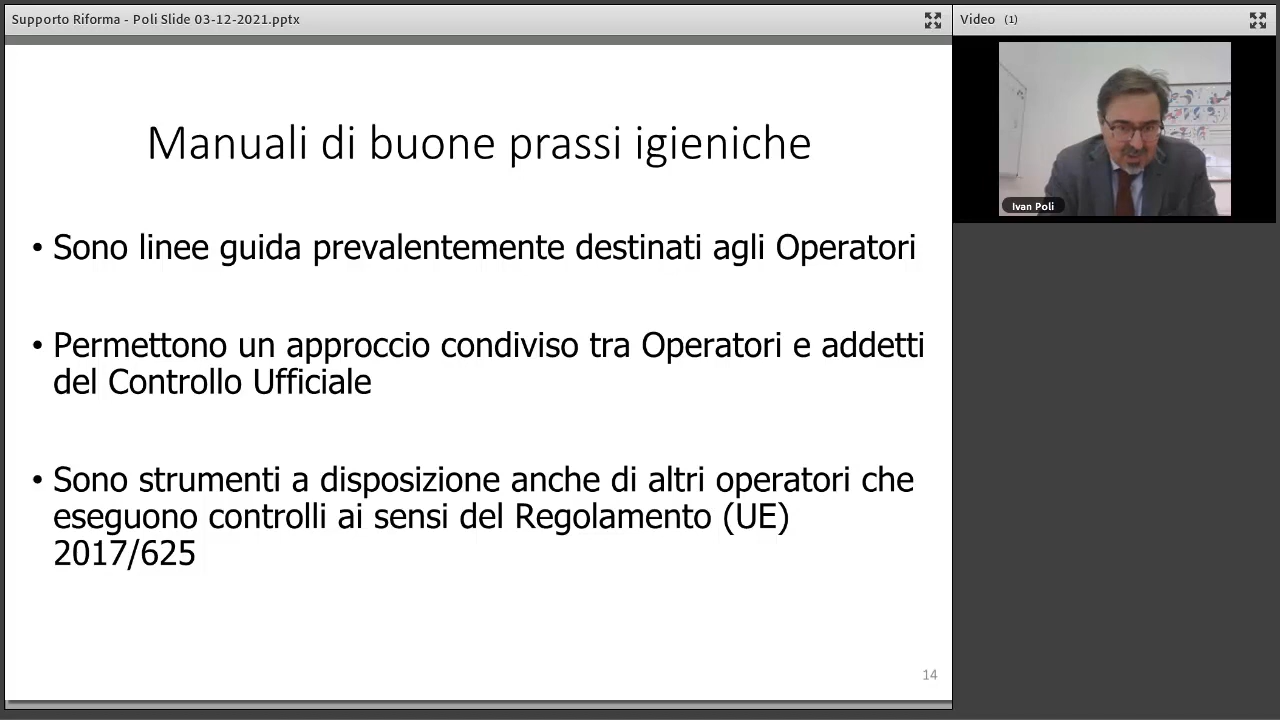 Supporto Riforma - Poli Slide 03-12-2021.pptx
Video (1)
Manuali di buone prassi igieniche
• Sono linee guida prevalentemente destinati agli Operatori
• Permettono un approccio condiviso tra Operatori e addetti
del Controllo Ufficiale
• Sono strumenti a disposizione anche di altri operatori che
eseguono controlli ai sensi del Regolamento (UE)
2017/625
14
Ivan Poli